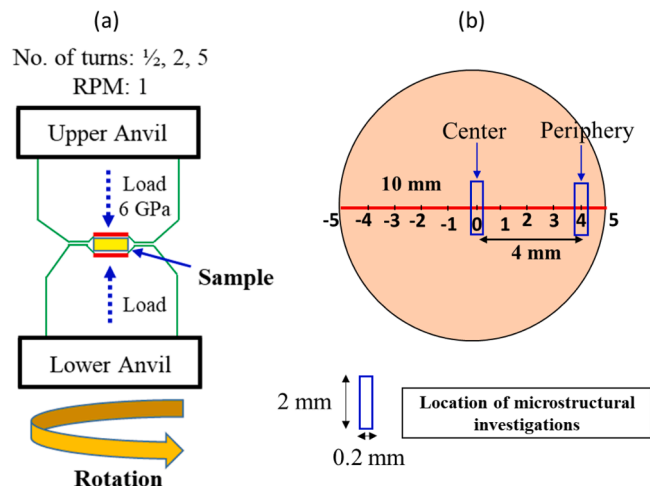 (a)
No. of turns: ½, 2, 5
RPM: 1
Upper Anvil
Load
6 GPa
Sample
Load
Lower Anvil
Rotation
(b)
Center
Periphery
10 mm
-5 -4 -3 -2 -1 0 1 2 3 4 5
4 mm
2 mm
0.2 mm
Location of microstructural
investigations